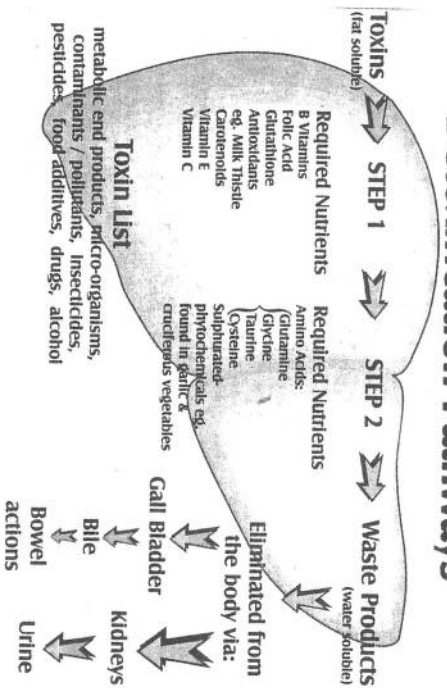 Toxins
(fat soluble)
STEP 1
STEP 2
Waste Products
(water soluble)
Required Nutrients
B Vitamins
Folic Acid
Glutathione
Antioxidants
eg. Milk Thistle
Carotenoids
Vitamin E
Vitamin C
Required Nutrients
Amino Acids:
Glutamine
Glycine
Taurine
Cysteine
Sulphurated-
phytochemicals eg.
found in garlic &
cruciferous vegetables
Toxin List
metabolic end products, micro-organisms,
contaminants / pollutants, Insecticides,
pesticides, food additives, drugs, alcohol
Eliminated from
the body via:
Gall Bladder
Bile
Bowel
actions
Kidneys
Urine